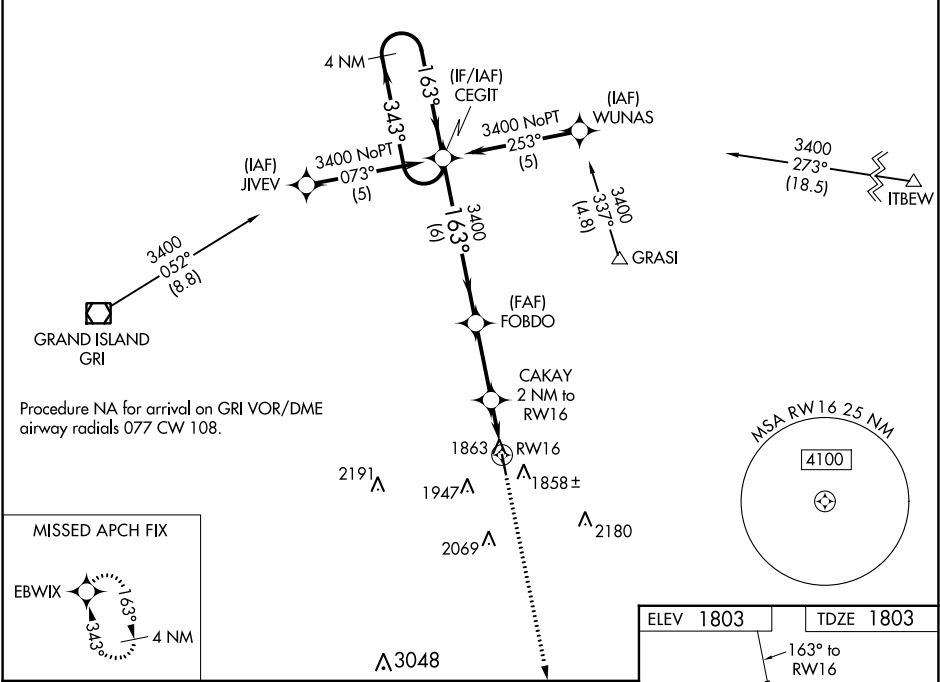 4 NM
163°
343°
(IF/IAF)
CEGIT
(IAF)
WUNAS
3400 NoPT
253°
(5)
(IAF)
JIVEV
3400 NoPT
073°
(5)
3400
273°
(18.5)
ITBEW
3400
337°
(4.8)
GRASI
3400
163°
(6)
3400
052°
(8.8)
GRAND ISLAND
GRI
(FAF)
FOBDO
CAKAY
2 NM to
RW16
Procedure NA for arrival on GRI VOR/DME
airway radials 077 CW 108.
1863
RW16
2191
1947
1858±
2069
2180
3048
MSA RW16 25 NM
4100
MISSED APCH FIX
EBWIX
163°
343°
4 NM
ELEV 1803
TDZE 1803
163° to
RW16